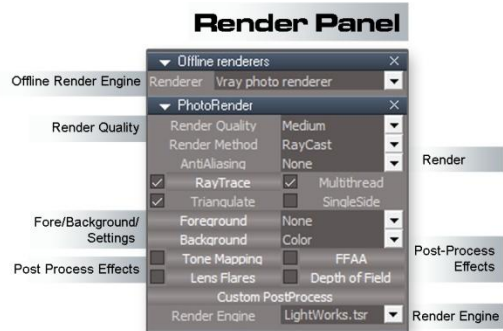 Render Panel
Offline renderers
Offline Render Engine
Renderer Vray photo renderer
PhotoRender
Render Quality
Render Quality Medium
Render Method RayCast
AntiAliasing None
Render
RayTrace Multithread
Triangulate SingleSide
Fore/Background/
Settings
Foreground None
Background Color
Post-Process
Effects
Tone Mapping FFAA
Post Process Effects
Lens Flares Depth of Field
Custom PostProcess
Render Engine LightWorks.tsr
Render Engine